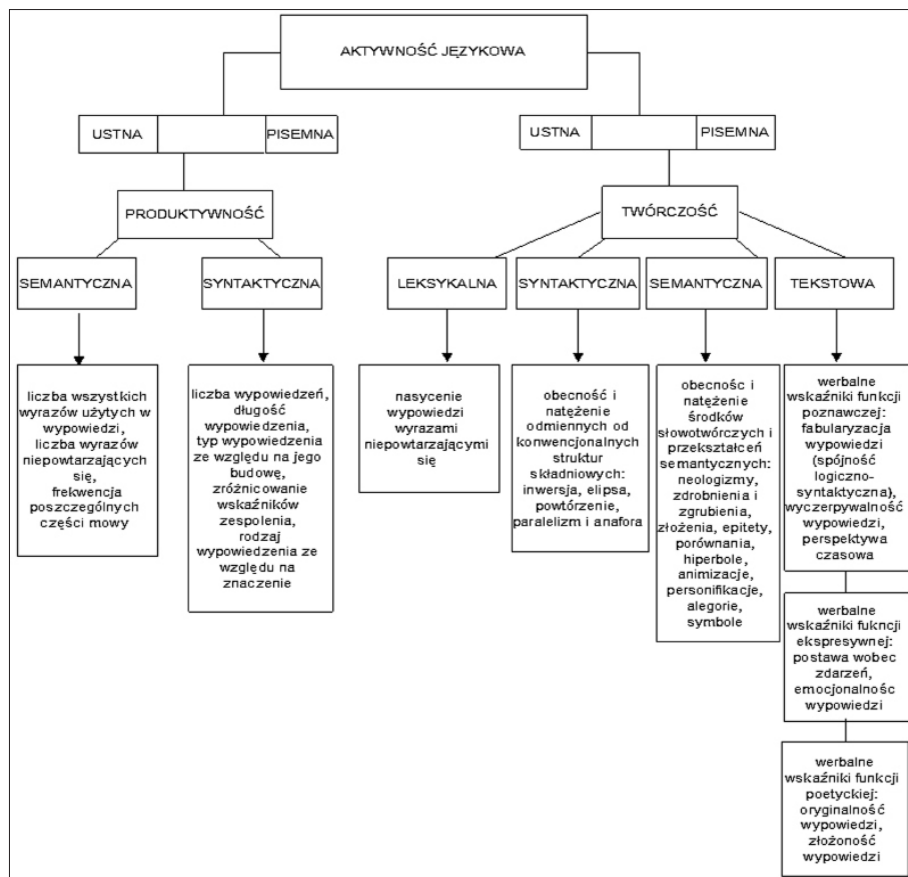 AKTYWNOŚĆ JĘZYKOWA
USTNA
PISEMNA
USTNA
PISEMNA
PRODUKTYWNOŚĆ
TWÓRCZOŚĆ
SEMANTYCZNA
SYNTAKTYCZNA
LEKSYKALNA
SYNTAKTYCZNA
SEMANTYCZNA
TEKSTOWA
liczba wszystkich
wyrazów użytych w
wypowiedzi,
liczba wyrazów
niepowtarzających
się,
frekwencja
poszczególnych
części mowy
liczba wypowiedzeń,
długość
wypowiedzenia,
typ wypowiedzenia
ze względu na jego
budowę,
zróżnicowanie
wskaźników
zespolenia,
rodzaj
wypowiedzenia ze
względu na
znaczenie
nasycenie
wypowiedzi
wyrazami
niepowtarzającymi
się
obecność i
natężenie
odmiennych od
konwencjonalnych
struktur
składniowych:
inwersja, elipsa,
powtórzenie,
paralelizm i anafora
obecnośc i
natężenie
środków
słowotwórczych i
przekształceń
semantycznych:
neologizmy,
zdrobnienia i
zgrubienia,
złożenia, epitety,
porównania,
hiperbole,
animizacje,
personifikacje,
alegorie,
symbole
werbalne
wskaźniki funkcji
poznawczej:
fabularyzacja
wypowiedzi
(spójność
logiczno-
syntaktyczna),
wyczerpywalność
wypowiedzi,
perspektywa
czasowa
werbalne
wskaźniki fukncji
ekspresywnej:
postawa wobec
zdarzeń,
emocjonalnośc
wypowiedzi
werbalne
wskaźniki funkcji
poetyckiej:
oryginalność
wypowiedzi,
złożoność
wypowiedzi